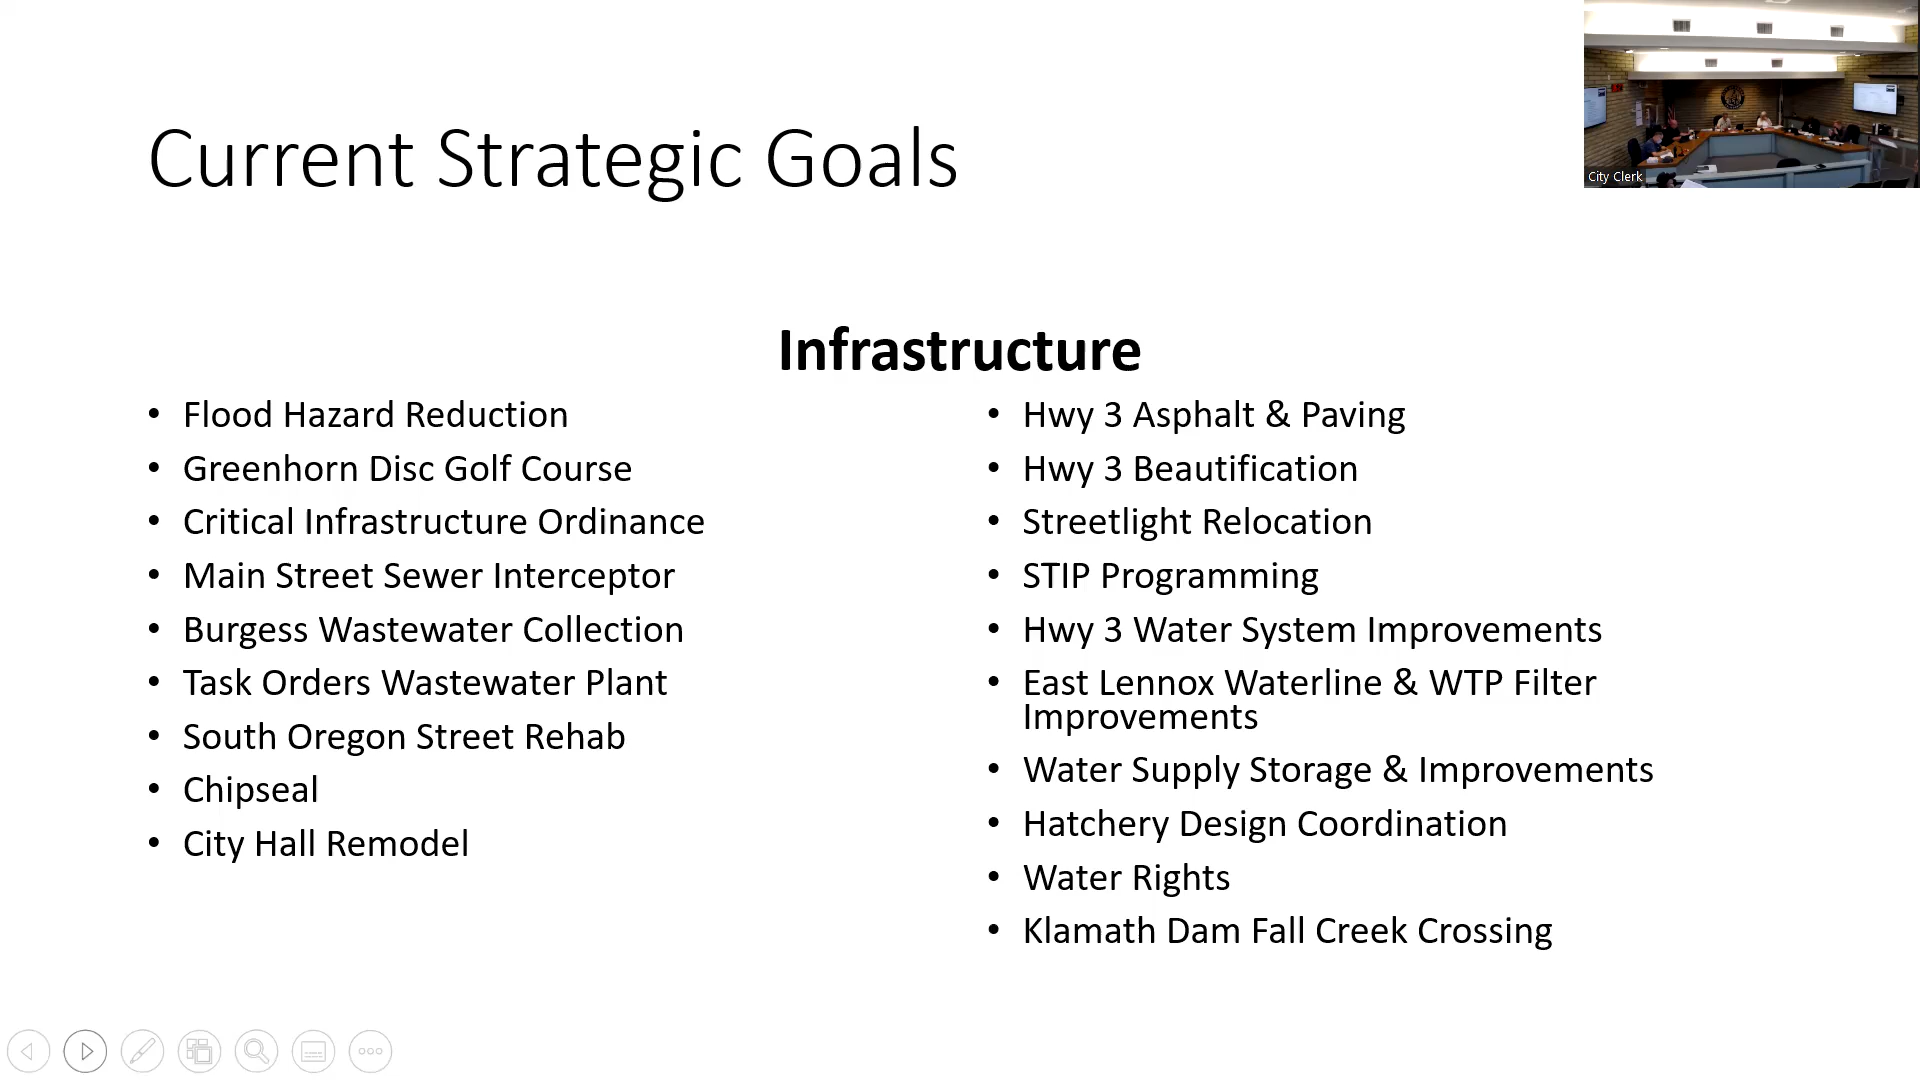 Current Strategic Goals
City Clerk
Infrastructure
• Flood Hazard Reduction
• Greenhorn Disc Golf Course
• Critical Infrastructure Ordinance
• Main Street Sewer Interceptor
• Burgess Wastewater Collection
• Task Orders Wastewater Plant
• South Oregon Street Rehab
• Chipseal
• City Hall Remodel
• Hwy 3 Asphalt & Paving
• Hwy 3 Beautification
• Streetlight Relocation
• STIP Programming
• Hwy 3 Water System Improvements
• East Lennox Waterline & WTP Filter
Improvements
• Water Supply Storage & Improvements
• Hatchery Design Coordination
• Water Rights
• Klamath Dam Fall Creek Crossing